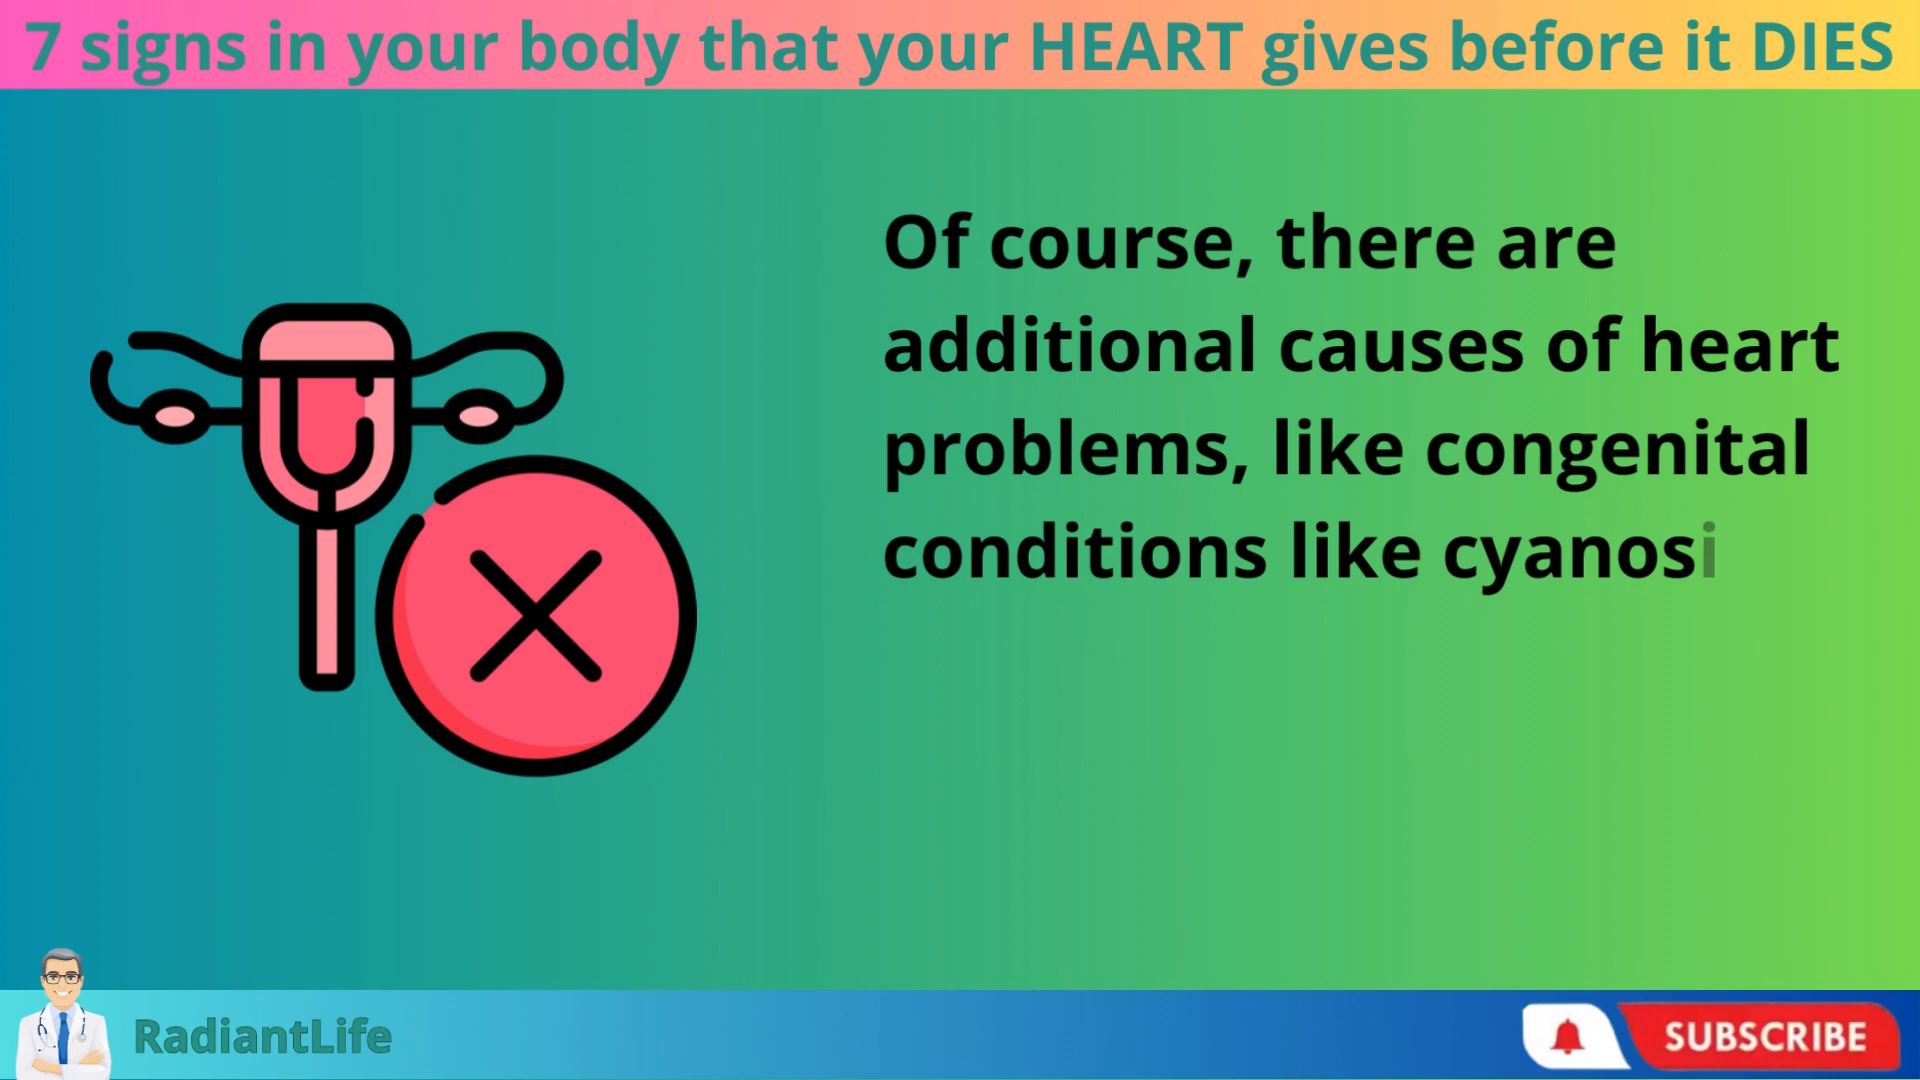 7 signs in your body that your HEART gives before it DIES
Of course, there are
additional causes of heart
problems, like congenital
conditions like cyanosi
RadiantLife
SUBSCRIBE